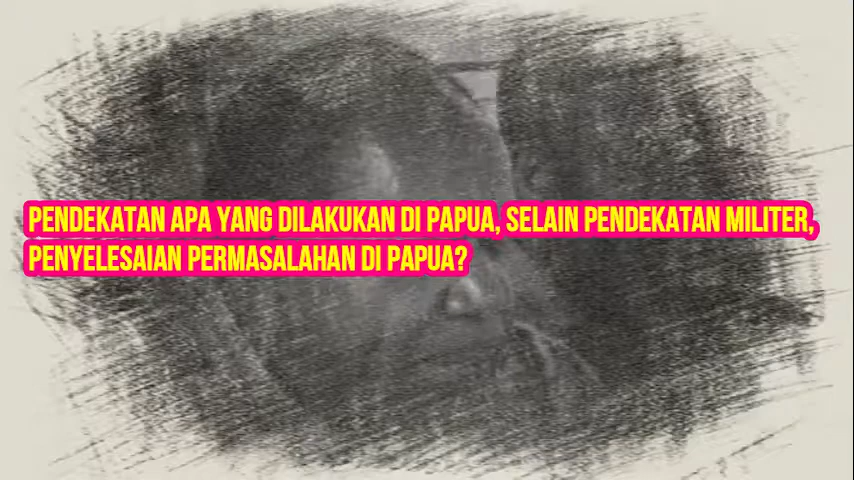 PENDEKATAN APA YANG DILAKUKAN DI PAPUA, SELAIN PENDEKATAN MILITER,
PENYELESAIAN PERMASALAHAN DI PAPUA?